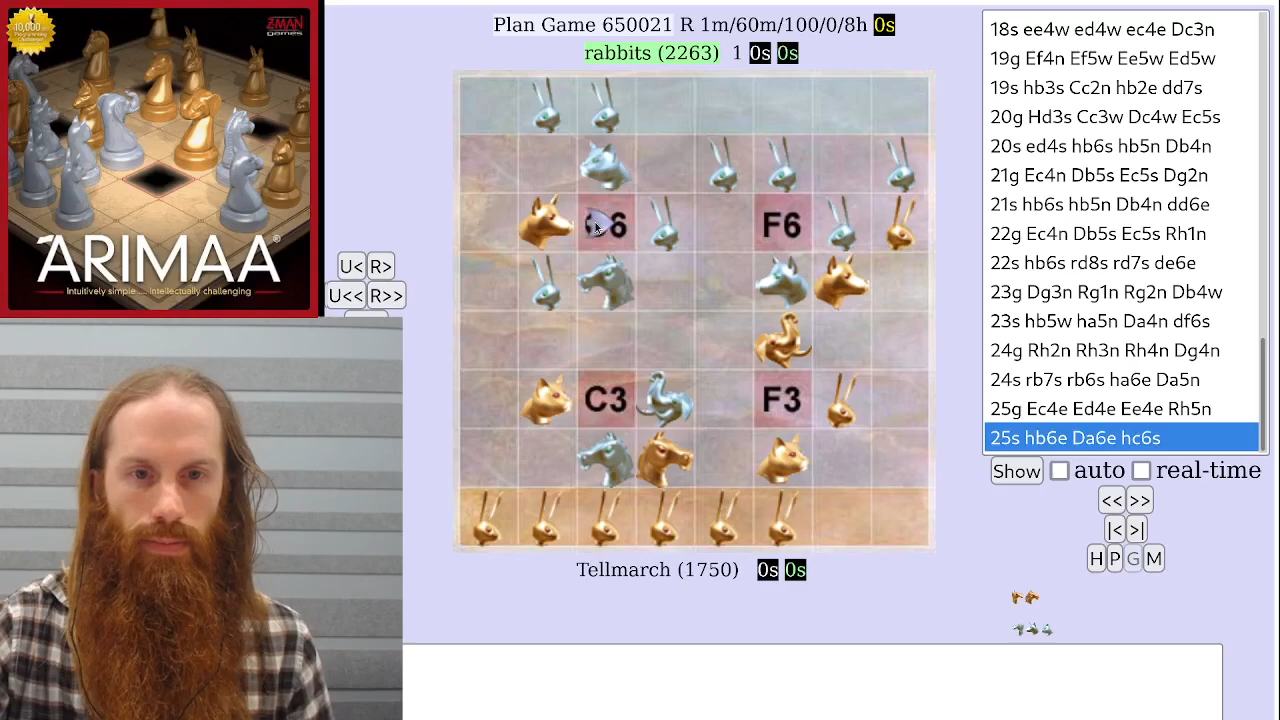 10,000
Programming
Challenge!
Z-MAN
games
ARIMAA®
Intuitively simple .... Intellectually challenging
Plan Game 650021 R 1m/10m/100/0/8h 0s
rabbits (2263) 1 0s 0s
F6
C3
F3
Tellmarch (1750) 0s 0s
U< R>
U<< R>>
18s ee4w ed4w ec4e Dc3n
19g Ef4n Ef5w Ee5w Ed5w
19s hb3s Cc2n hb2e dd7s
20g Hd3s Cc3w Dc4w Ec5s
20s ed4s hb6s hb5n Db4n
21g Ec4n Db5s Ec5s Dg2n
21s hb6s hb5n Db4n dd6e
22g Ec4n Db5s Ec5s Rh1n
22s hb6s rd8s rd7s de6e
23g Dg3n Rg1n Rg2n Db4w
23s hb5w ha5n Da4n df6s
24g Rh2n Rh3n Rh4n Dg4n
24s rb7s rb6s ha6e Da5n
25g Ec4e Ed4e Ee4e Rh5n
25s hb6e Da6e hc6s
Show auto real-time
<< >>
|< >|
H P G M